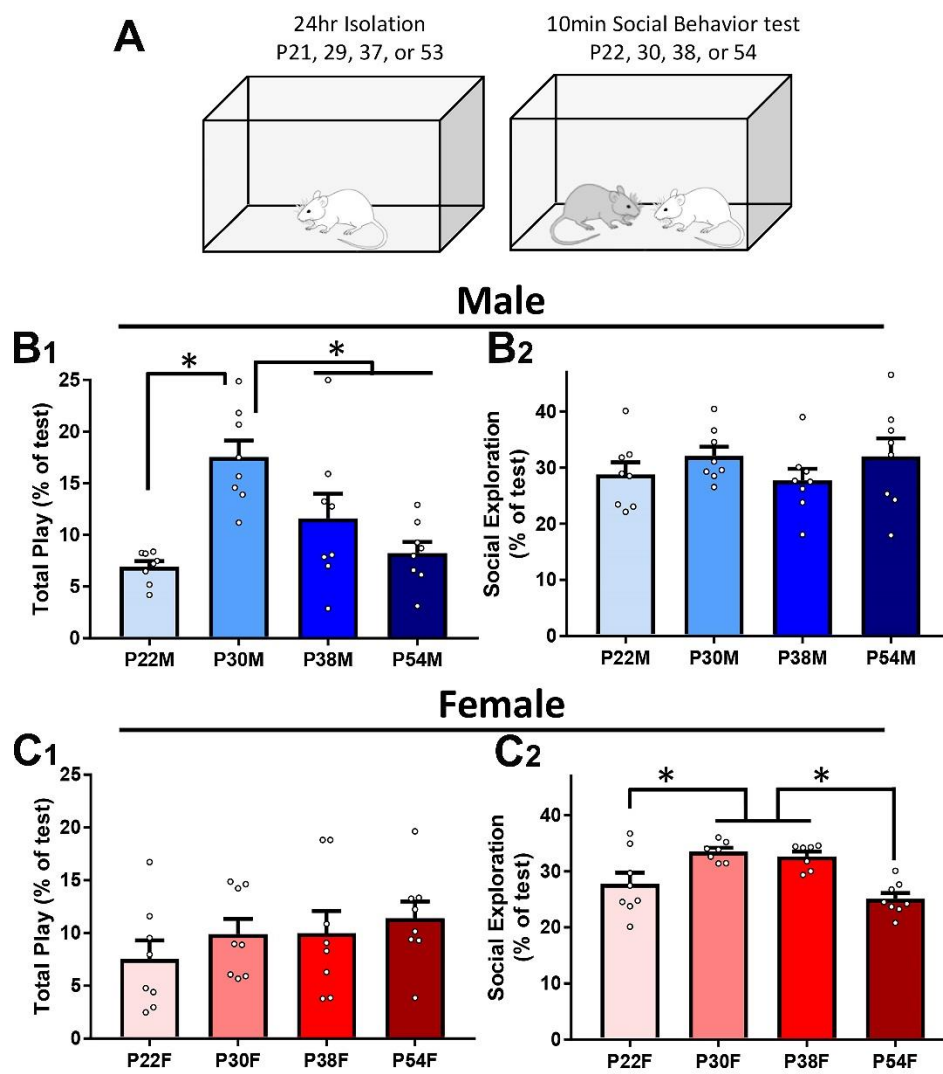 A
24hr Isolation
P21, 29, 37, or 53
10min Social Behavior test
P22, 30, 38, or 54
Male
B1
*
*
Total Play (% of test)
25
20
15
10
5
0
P22M P30M P38M P54M
B2
Social Exploration
(% of test)
40
30
20
10
0
P22M P30M P38M P54M
Female
C1
Total Play (% of test)
25
20
15
10
5
0
P22F P30F P38F P54F
C2
*
*
Social Exploration
(% of test)
40
30
20
10
0
P22F P30F P38F P54F